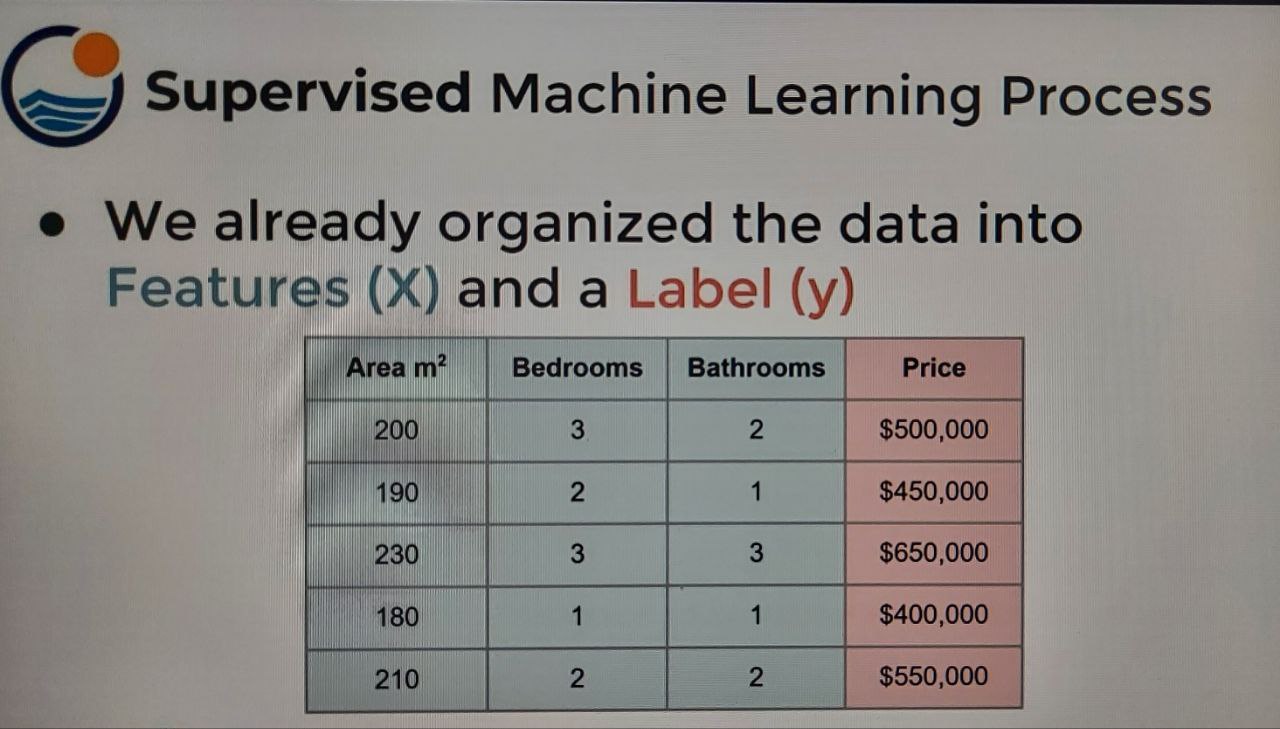 Supervised Machine Learning Process
• We already organized the data into
Features (X) and a Label (y)
Area m² Bedrooms Bathrooms Price
200 3 2 $500,000
190 2 1 $450,000
230 3 3 $650,000
180 1 1 $400,000
210 2 2 $550,000